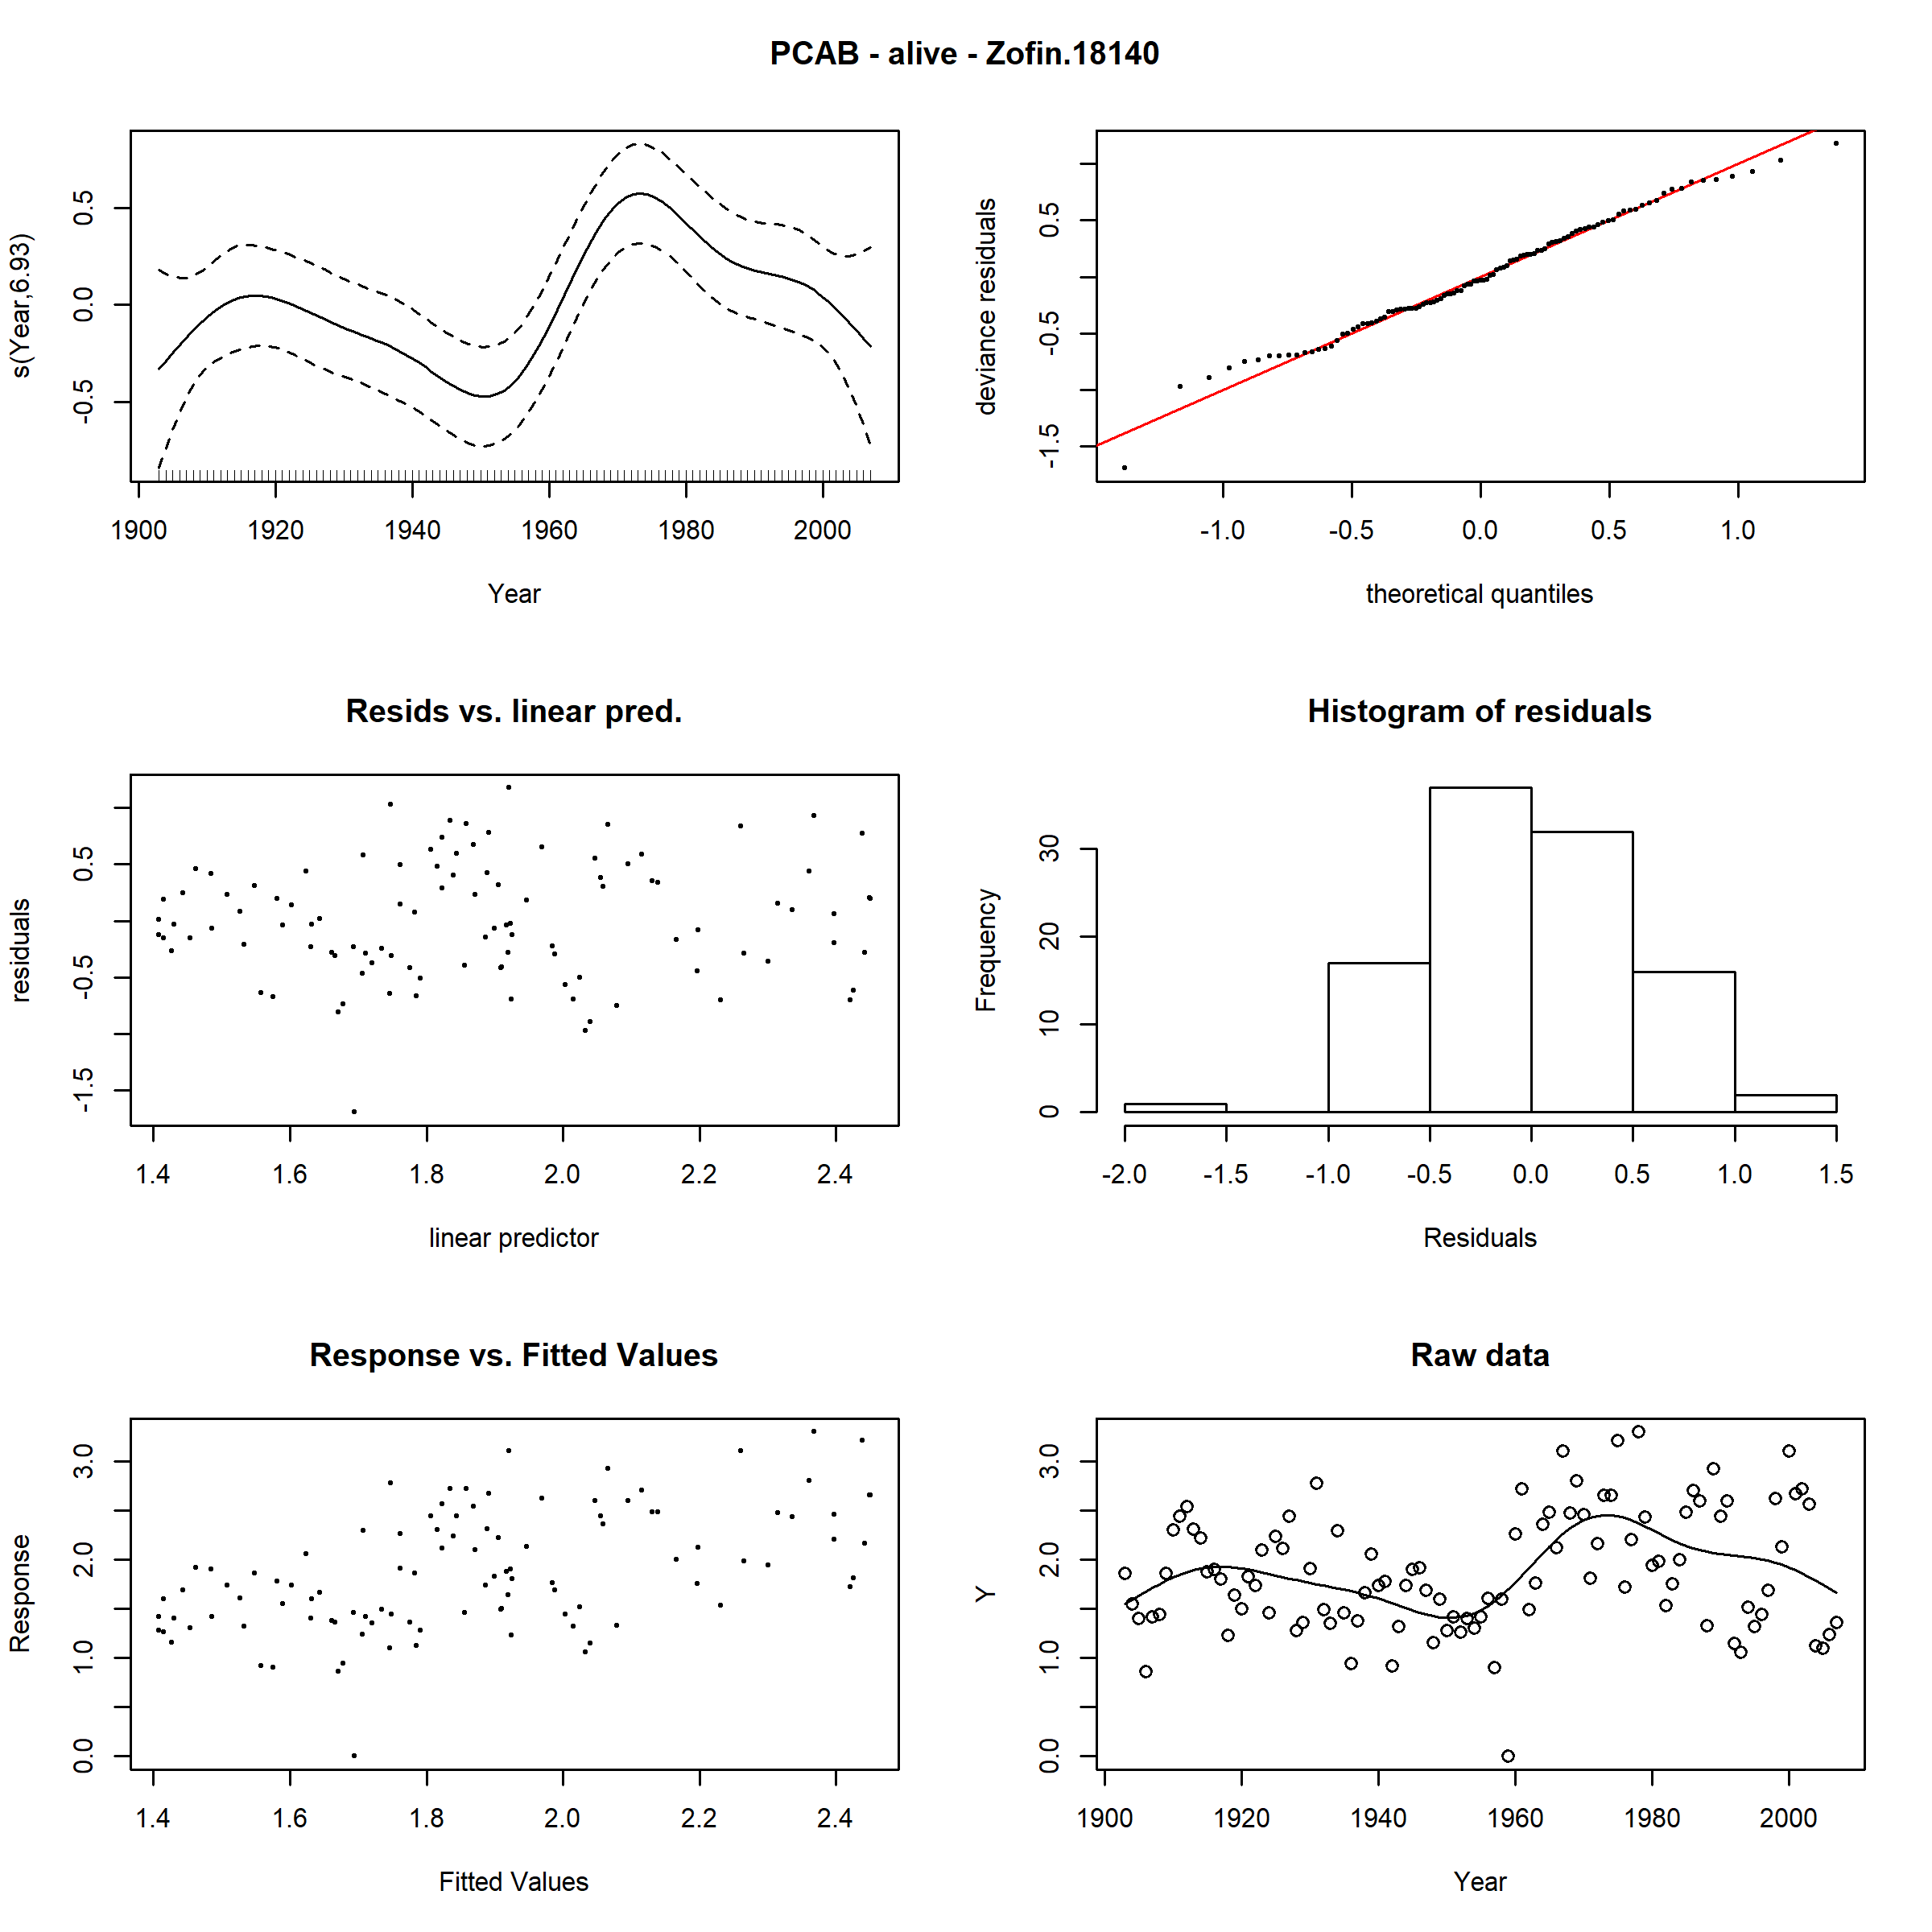 PCAB - alive - Zofin.18140
s(Year,6.93)
0.5
0.0
-0.5
1900 1920 1940 1960 1980 2000
Year
deviance residuals
0.5
-0.5
-1.5
-1.0 -0.5 0.0 0.5 1.0
theoretical quantiles
Resids vs. linear pred.
residuals
0.5
-0.5
-1.5
1.4 1.6 1.8 2.0 2.2 2.4
linear predictor
Histogram of residuals
Frequency
30
20
10
0
-2.0 -1.5 -1.0 -0.5 0.0 0.5 1.0 1.5
Residuals
Response vs. Fitted Values
Response
3.0
2.0
1.0
0.0
1.4 1.6 1.8 2.0 2.2 2.4
Fitted Values
Raw data
Y
3.0
2.0
1.0
0.0
1900 1920 1940 1960 1980 2000
Year